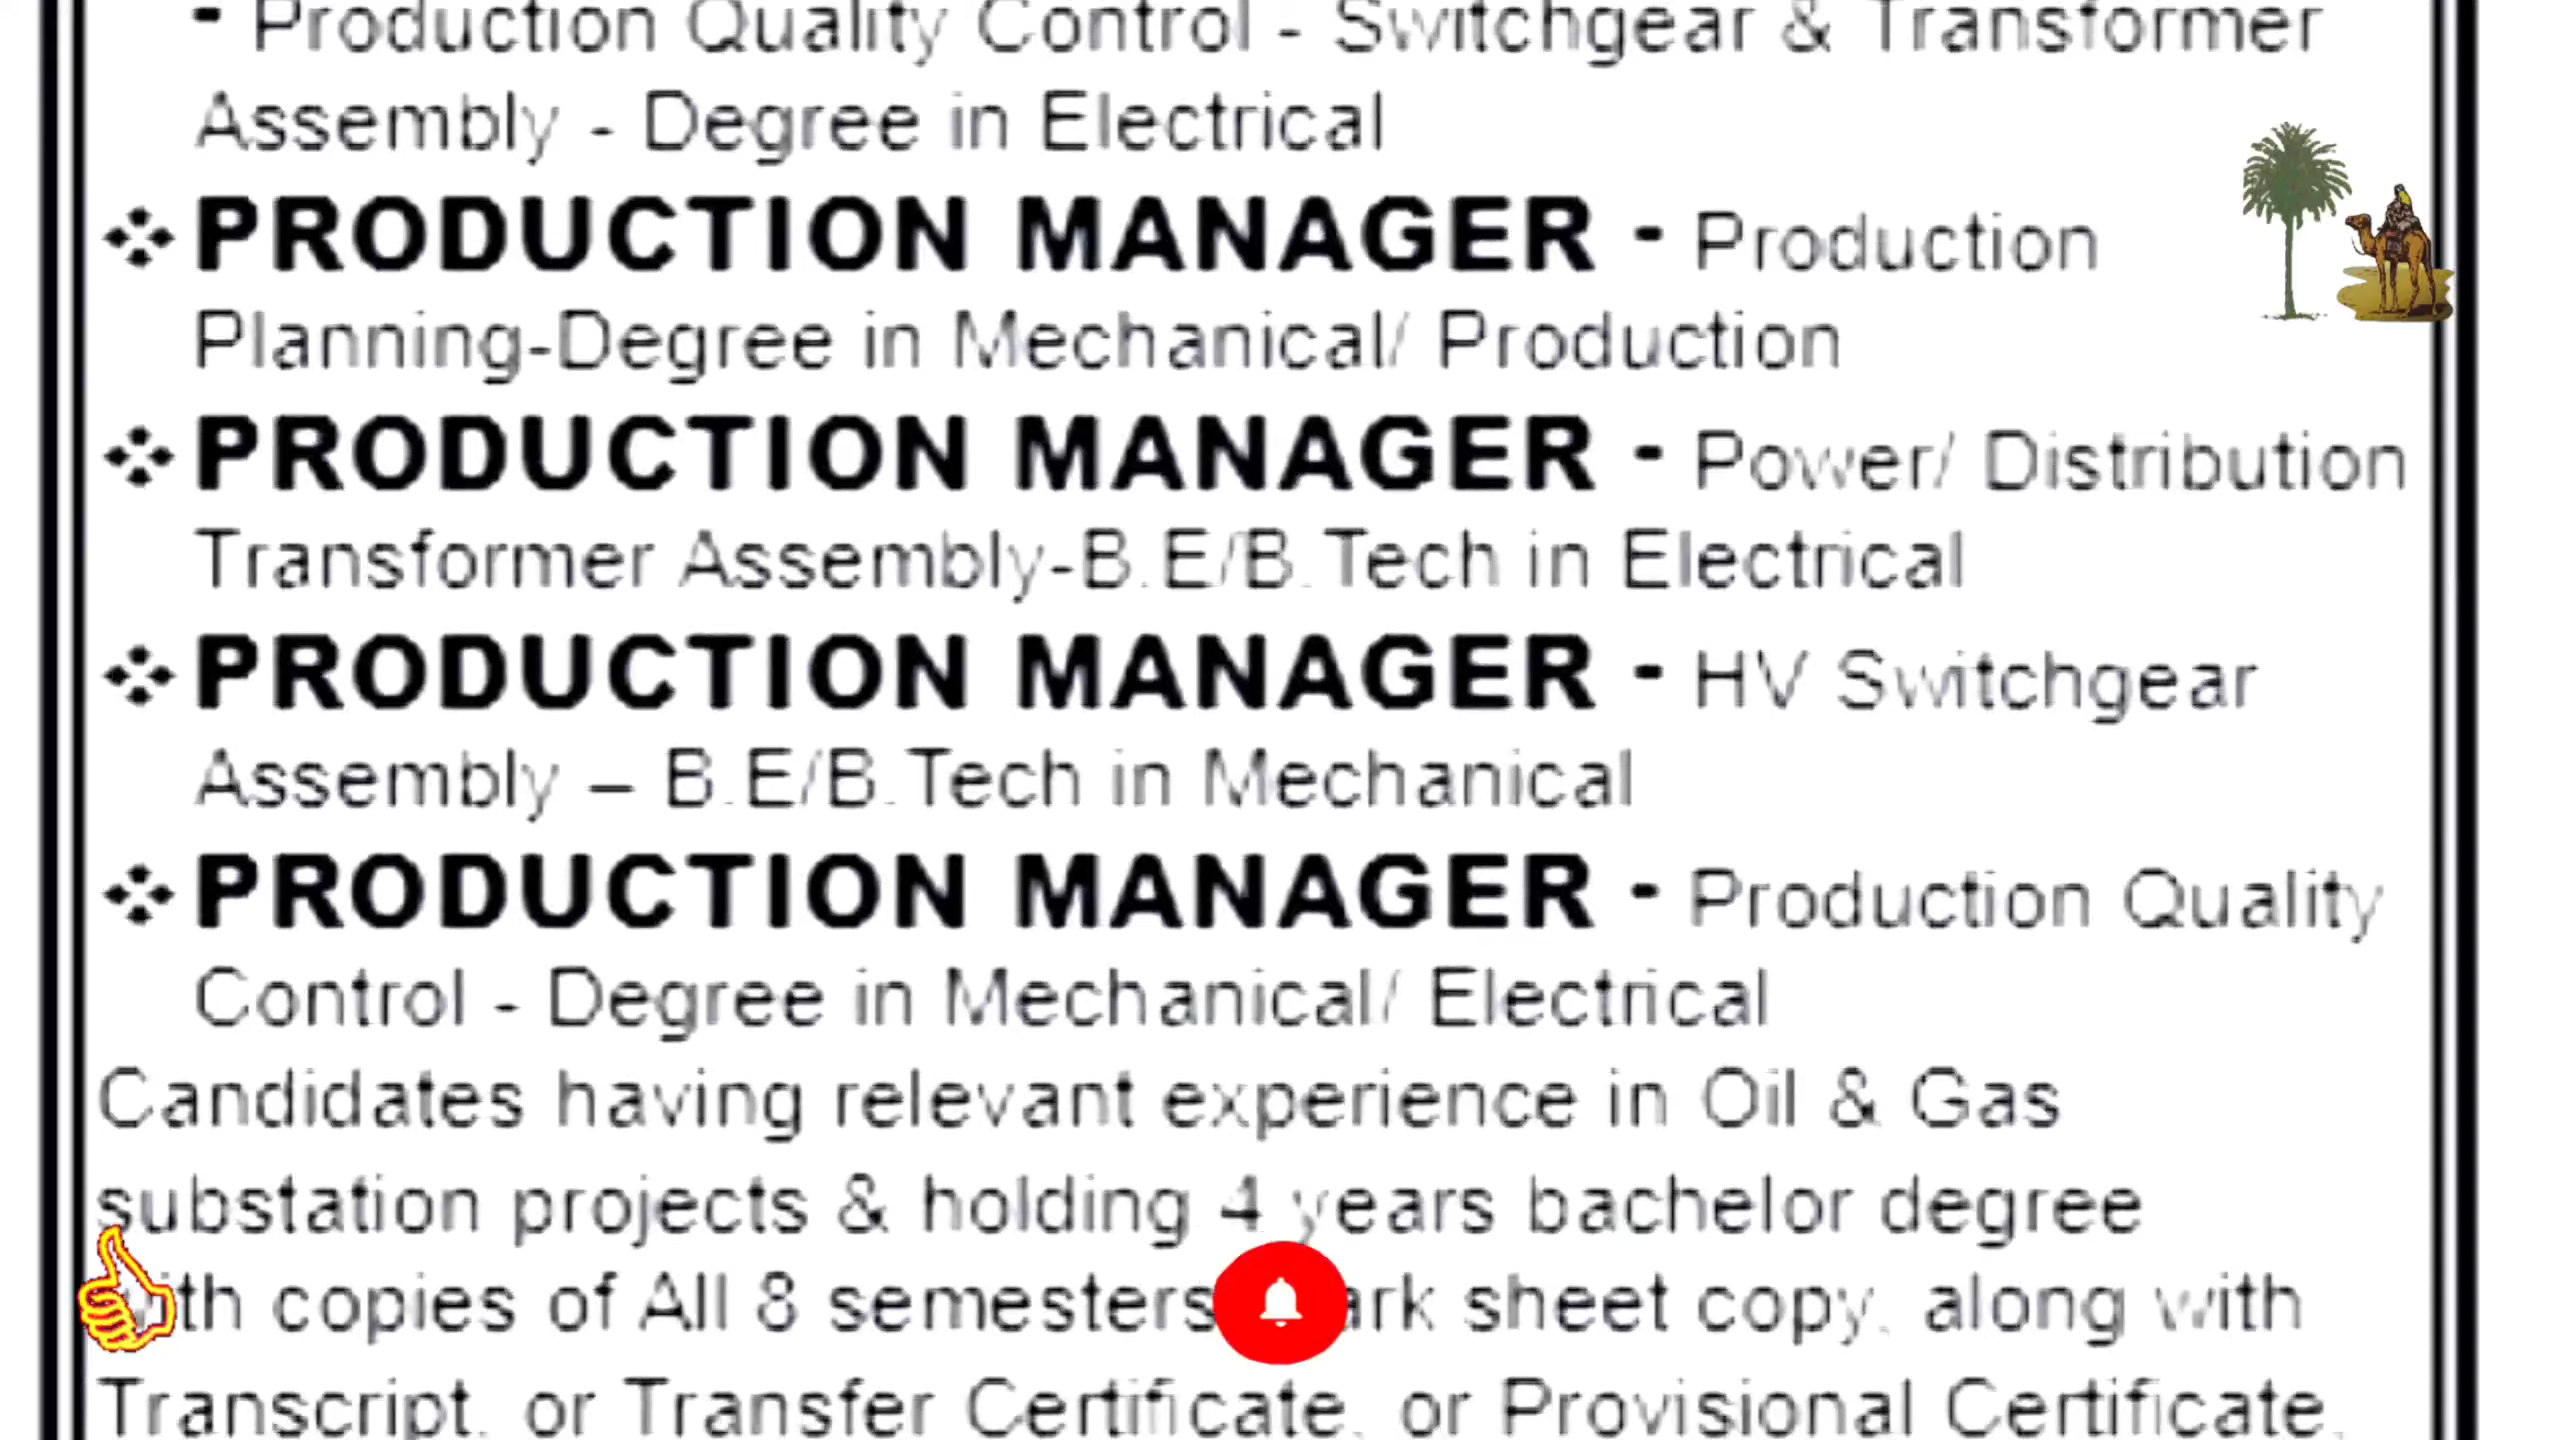 - Production Quality Control - Switchgear & Transformer
Assembly - Degree in Electrical
❖ PRODUCTION MANAGER - Production
Planning-Degree in Mechanical/ Production
❖ PRODUCTION MANAGER - Power/ Distribution
Transformer Assembly-B.E/B.Tech in Electrical
❖ PRODUCTION MANAGER - HV Switchgear
Assembly – B.E/B.Tech in Mechanical
❖ PRODUCTION MANAGER - Production Quality
Control - Degree in Mechanical/ Electrical
Candidates having relevant experience in Oil & Gas
substation projects & holding 4 years bachelor degree
copies of All 8 semesters sheet copy, along with
Transcript, or Transfer Certificate, or Provisional Certificate,